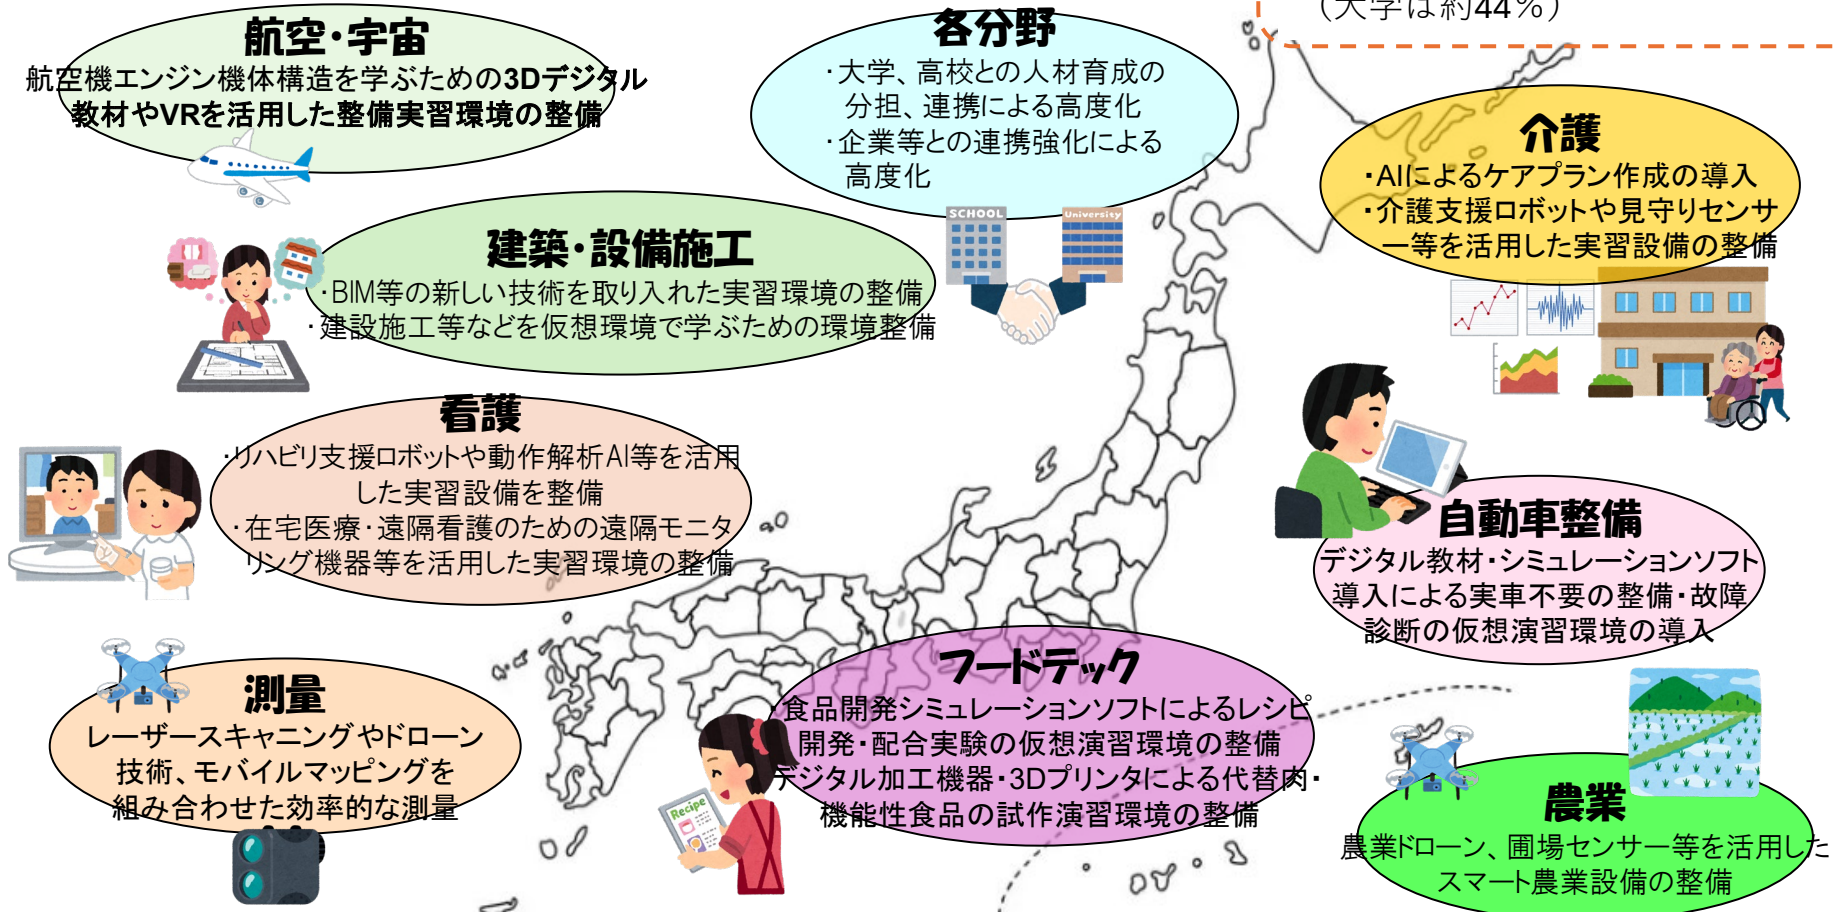 (大学は約44%)
航空・宇宙
航空機エンジン機体構造を学ぶための3Dデジタル
教材やVRを活用した整備実習環境の整備
各分野
・大学、高校との人材育成の
分担、連携による高度化
・企業等との連携強化による
高度化
SCHOOL
University
介護
・AIによるケアプラン作成の導入
・介護支援ロボットや見守りセンサ
ー等を活用した実習設備の整備
建築・設備施工
・BIM等の新しい技術を取り入れた実習環境の整備
・建設施工等などを仮想環境で学ぶための環境整備
看護
・リハビリ支援ロボットや動作解析AI等を活用
した実習設備を整備
・在宅医療・遠隔看護のための遠隔モニタ
リング機器等を活用した実習環境の整備
自動車整備
デジタル教材・シミュレーションソフト
導入による実車不要の整備・故障
診断の仮想演習環境の導入
測量
レーザースキャニングやドローン
技術、モバイルマッピングを
組み合わせた効率的な測量
フードテック
・食品開発シミュレーションソフトによるレシピ
開発・配合実験の仮想演習環境の整備
デジタル加工機器・3Dプリンタによる代替肉・
機能性食品の試作演習環境の整備
Recipe
農業
農業ドローン、圃場センサー等を活用した
スマート農業設備の整備